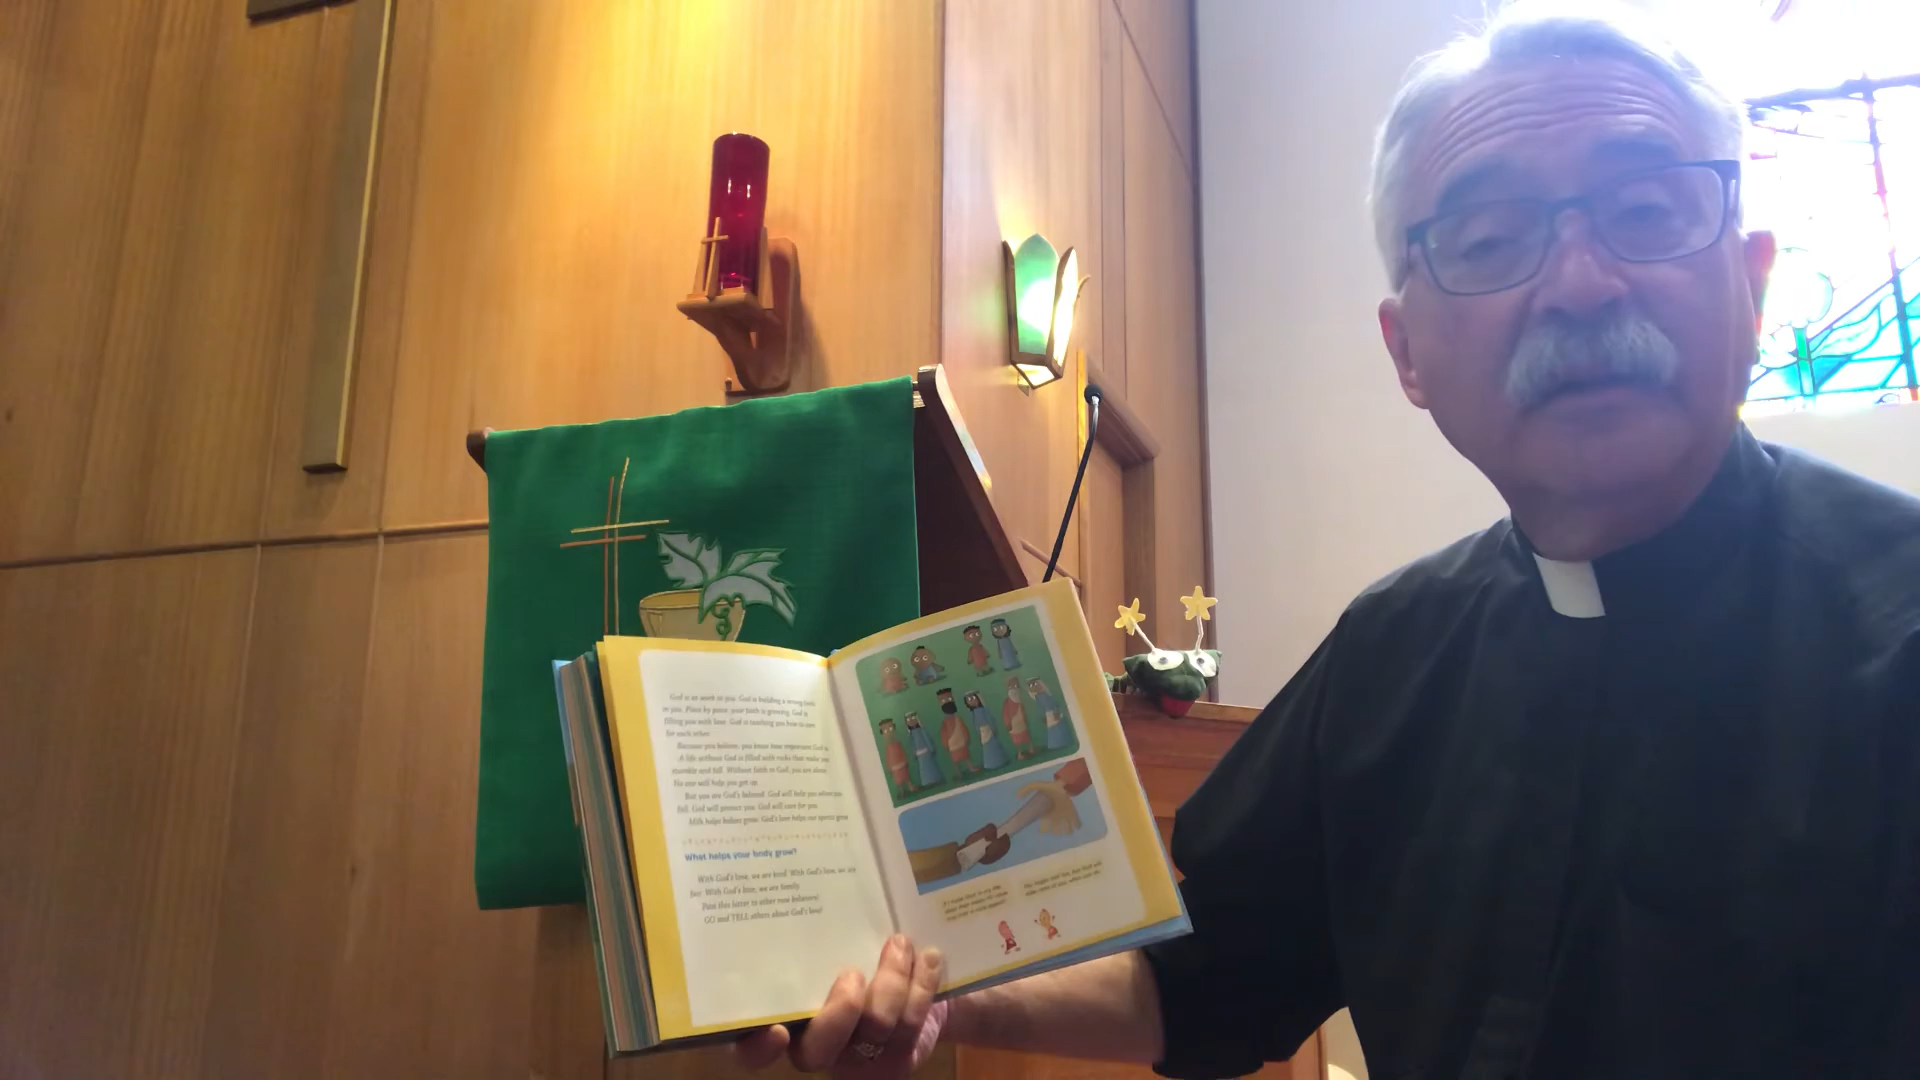 God is at work in you. God is building a strong faith
in you. Piece by piece, your faith is growing. God is
filling you with love. God is teaching you how to care
for each other.
Because you believe, you know how important God is.
A life without God is filled with rocks that make you
stumble and fall. Without faith in God, you are alone.
No one will help you get up.
But you are God's beloved. God will help you when you
fall. God will protect you. God will care for you.
Milk helps babies grow. God's love helps our spirits grow.
What helps your body grow?
With God's love, we are kind. With God's love, we are
fair. With God's love, we are family.
Pass this letter to other new believers!
GO and TELL others about God's love!